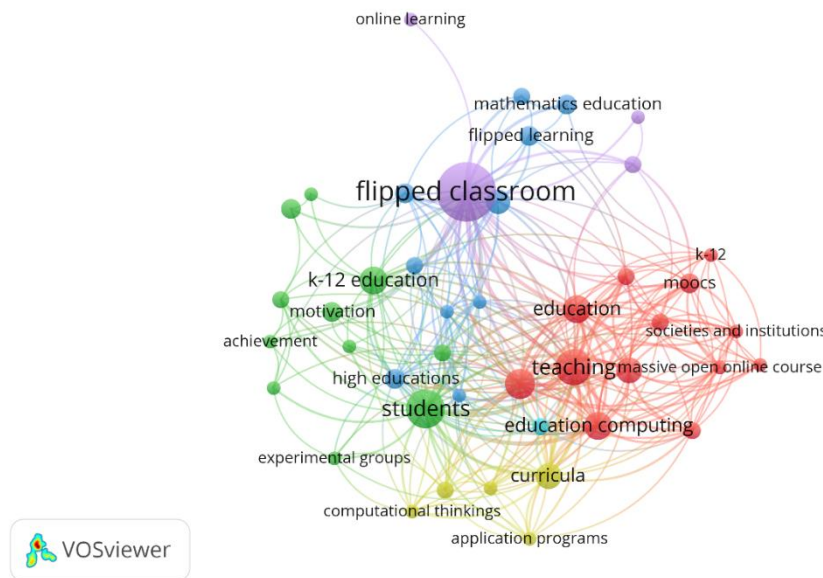 online learning
mathematics education
flipped learning
flipped classroom
k-12
k-12 education
moocs
education
motivation
societies and institutions
achievement
teaching
massive open online course
high educations
students
education computing
experimental groups
curricula
computational thinkings
application programs
VOSviewer